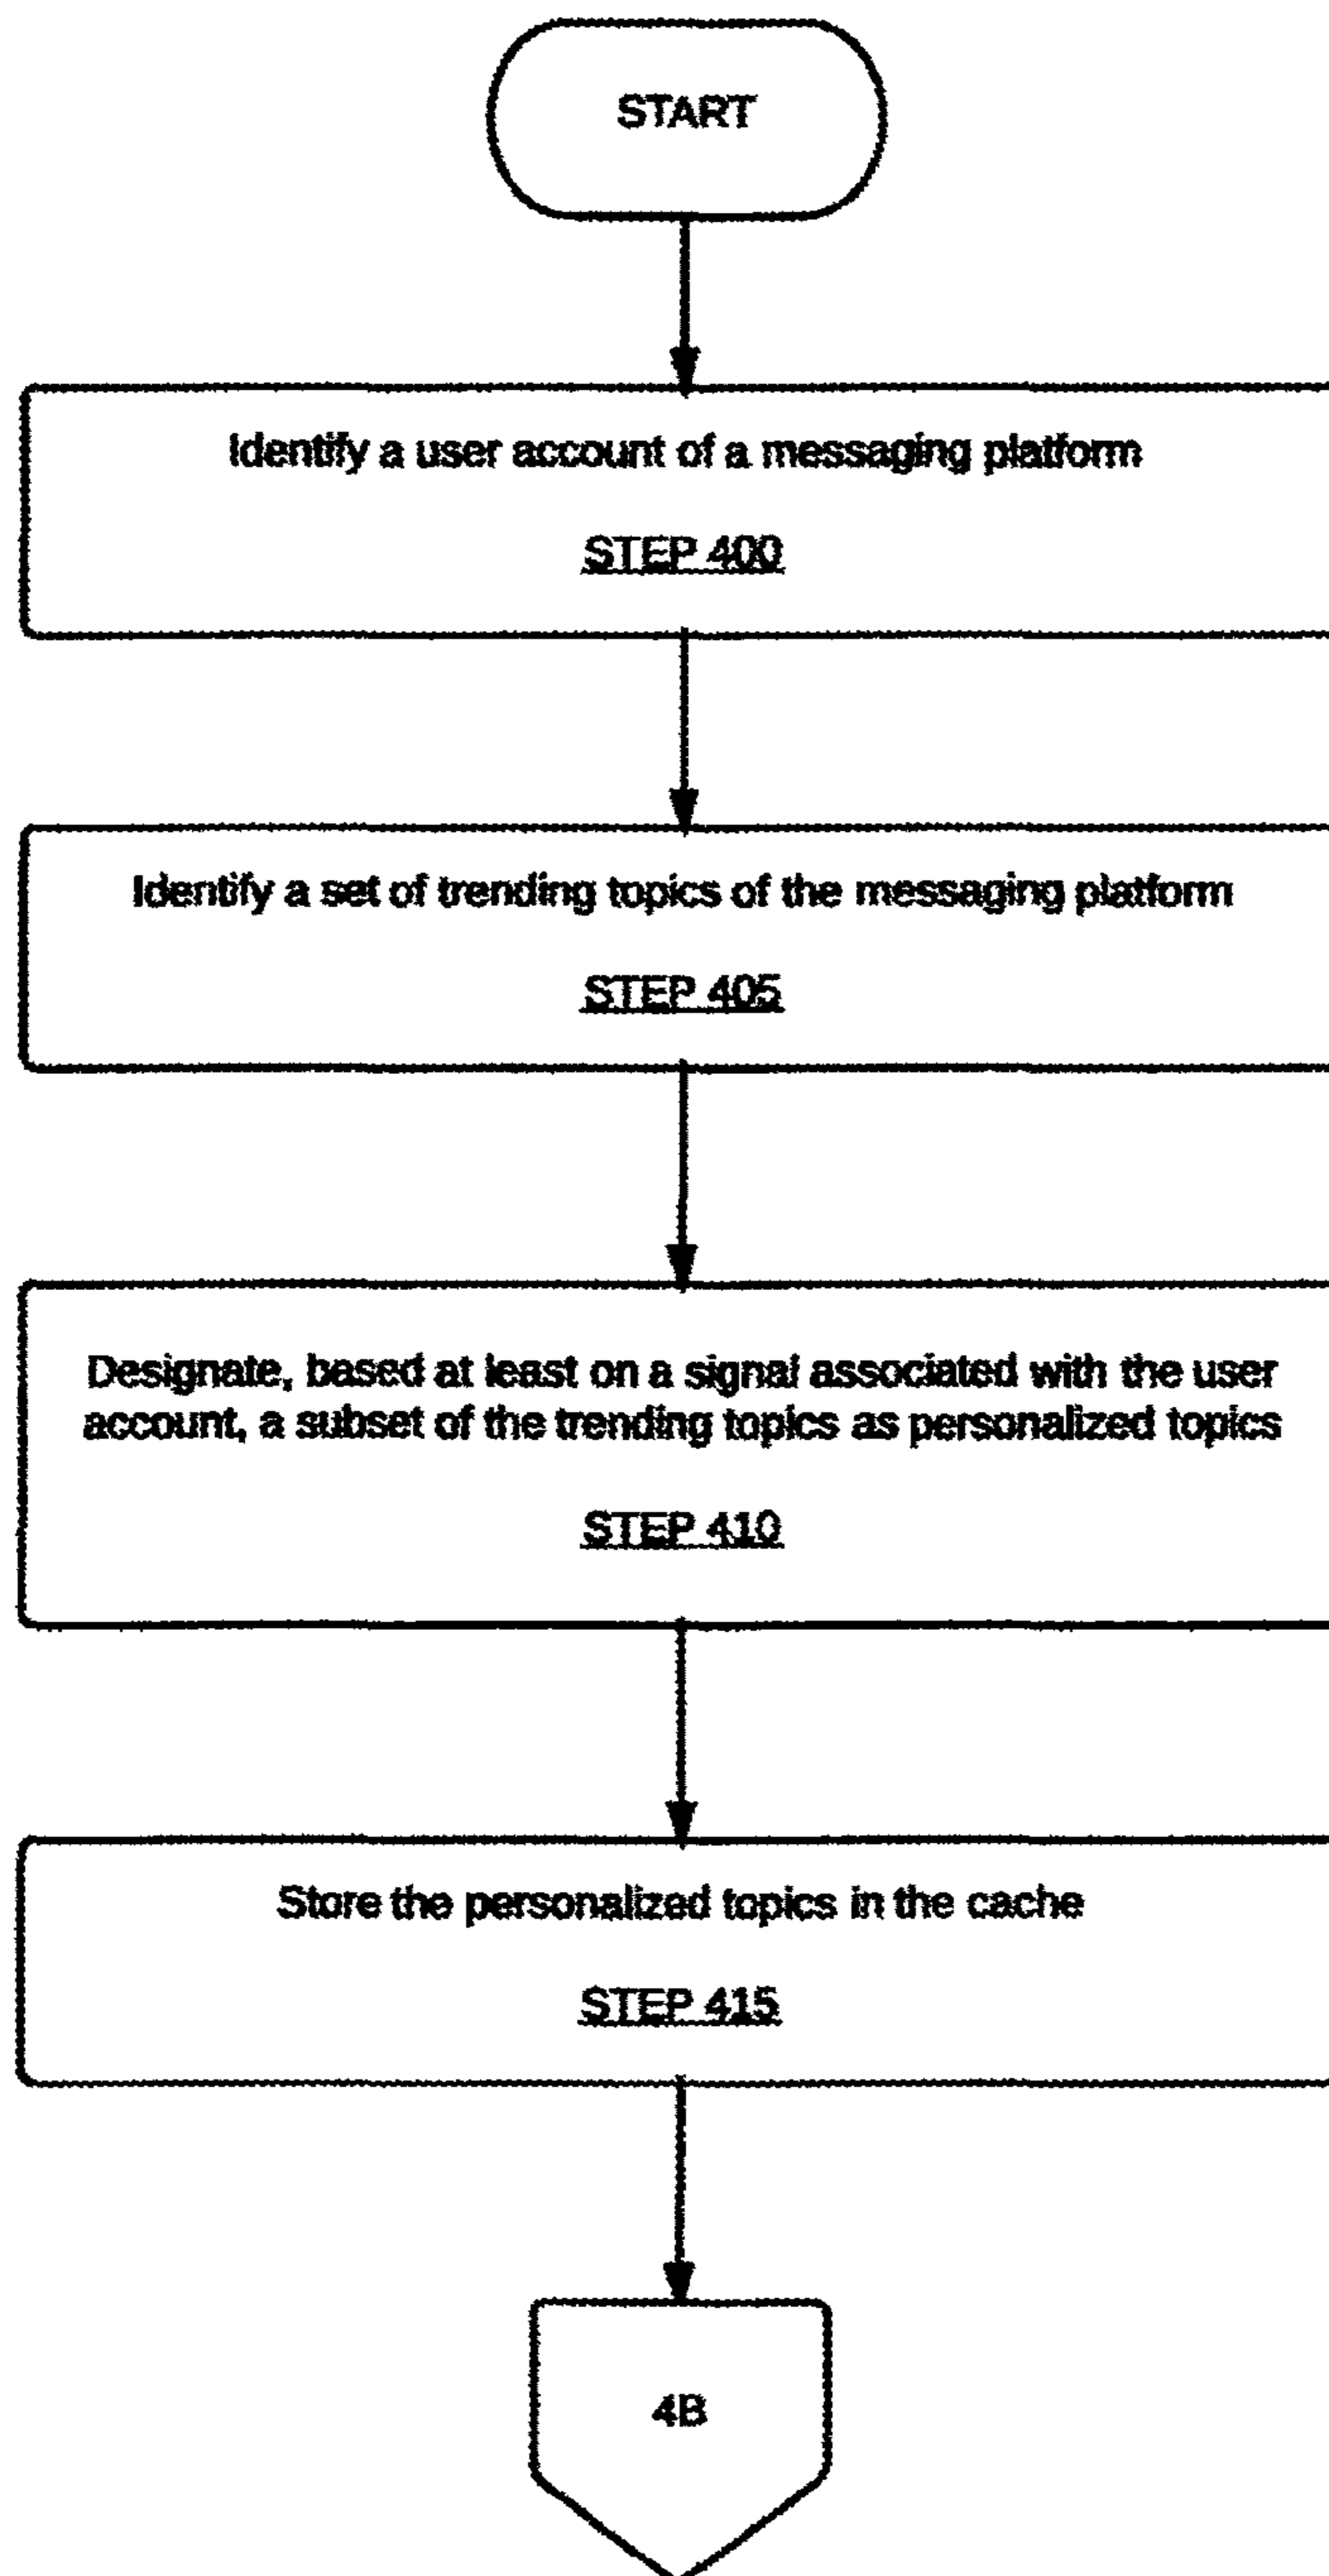 START
Identify a user account of a messaging platform
STEP 400
Identify a set of trending topics of the messaging platform
STEP 405
Designate, based at least on a signal associated with the user
account, a subset of the trending topics as personalized topics
STEP 410
Store the personalized topics in the cache
STEP 415
4B